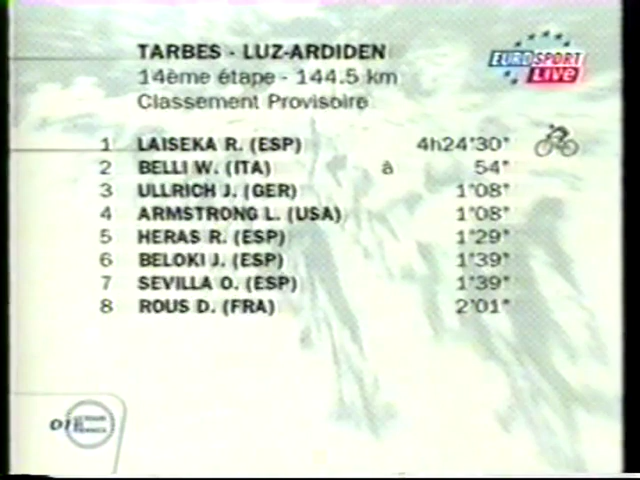 TARBES - LUZ-ARDIDEN
14ème étape - 144.5 km
Classement Provisoire
EUROSPORT
LIVE
1 LAISEKA R. (ESP) 4h24'30"
2 BELLI W. (ITA) à 54"
3 ULLRICH J. (GER) 1'08"
4 ARMSTRONG L. (USA) 1'08"
5 HERAS R. (ESP) 1'29"
6 BELOKI J. (ESP) 1'39"
7 SEVILLA O. (ESP) 1'39"
8 ROUS D. (FRA) 2'01"